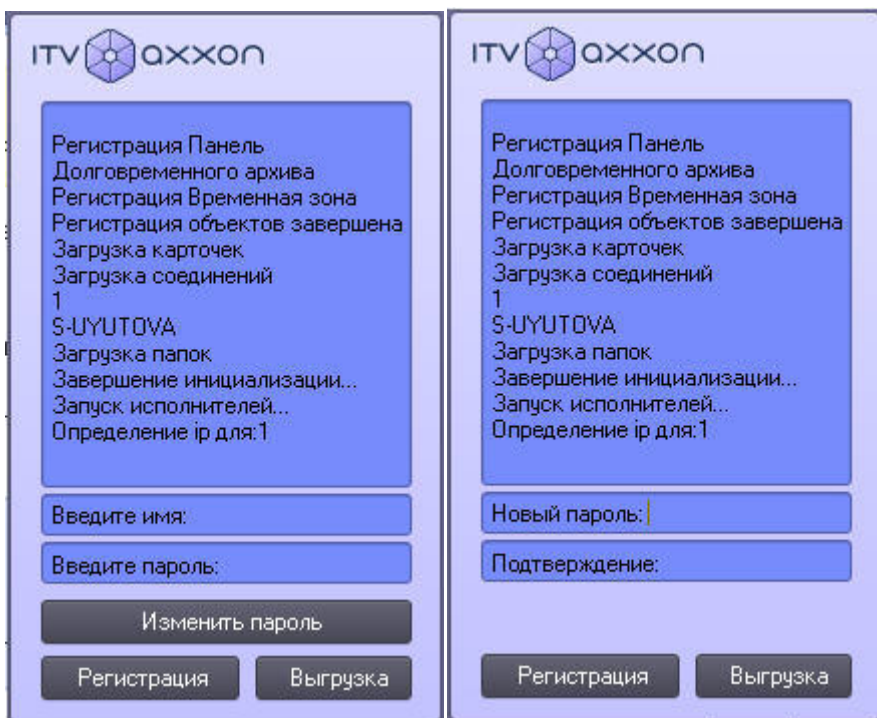 ITV axxon
Регистрация Панель
Долговременного архива
Регистрация Временная зона
Регистрация объектов завершена
Загрузка карточек
Загрузка соединений
1
S-UYUTOVA
Загрузка папок
Завершение инициализации...
Запуск исполнителей...
Определение ip для:1
Введите имя:
Введите пароль:
Изменить пароль
Регистрация Выгрузка
ITV axxon
Регистрация Панель
Долговременного архива
Регистрация Временная зона
Регистрация объектов завершена
Загрузка карточек
Загрузка соединений
1
S-UYUTOVA
Загрузка папок
Завершение инициализации...
Запуск исполнителей...
Определение ip для:1
Новый пароль:
Подтверждение:
Регистрация Выгрузка